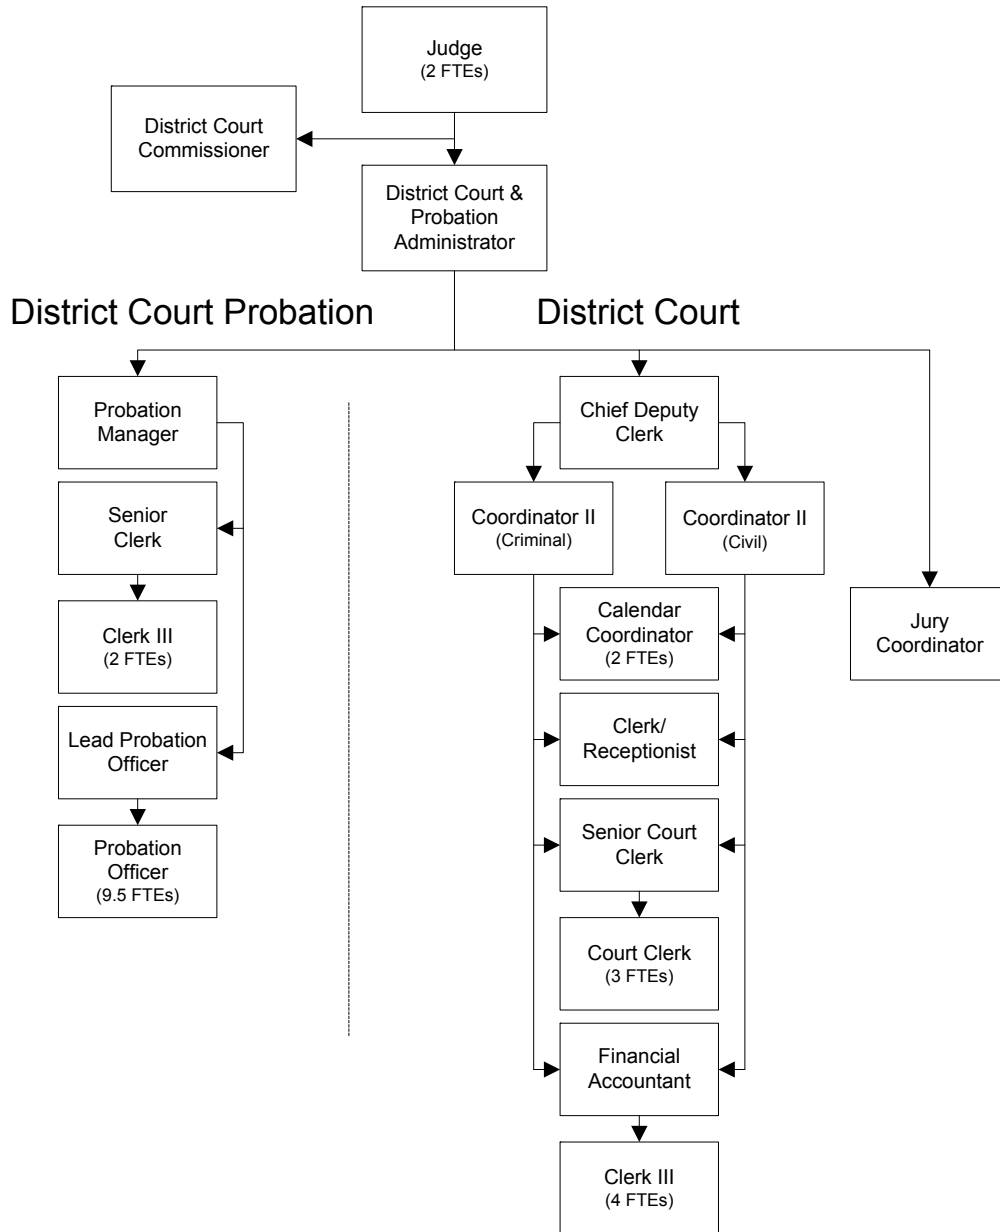 Judge
(2 FTEs)
District Court
Commissioner
District Court &
Probation
Administrator
District Court Probation
District Court
Probation
Manager
Senior
Clerk
Clerk III
(2 FTEs)
Lead Probation
Officer
Probation
Officer
(9.5 FTEs)
Chief Deputy
Clerk
Coordinator II
(Criminal)
Coordinator II
(Civil)
Calendar
Coordinator
(2 FTEs)
Clerk/
Receptionist
Senior Court
Clerk
Court Clerk
(3 FTEs)
Financial
Accountant
Clerk III
(4 FTEs)
Jury
Coordinator